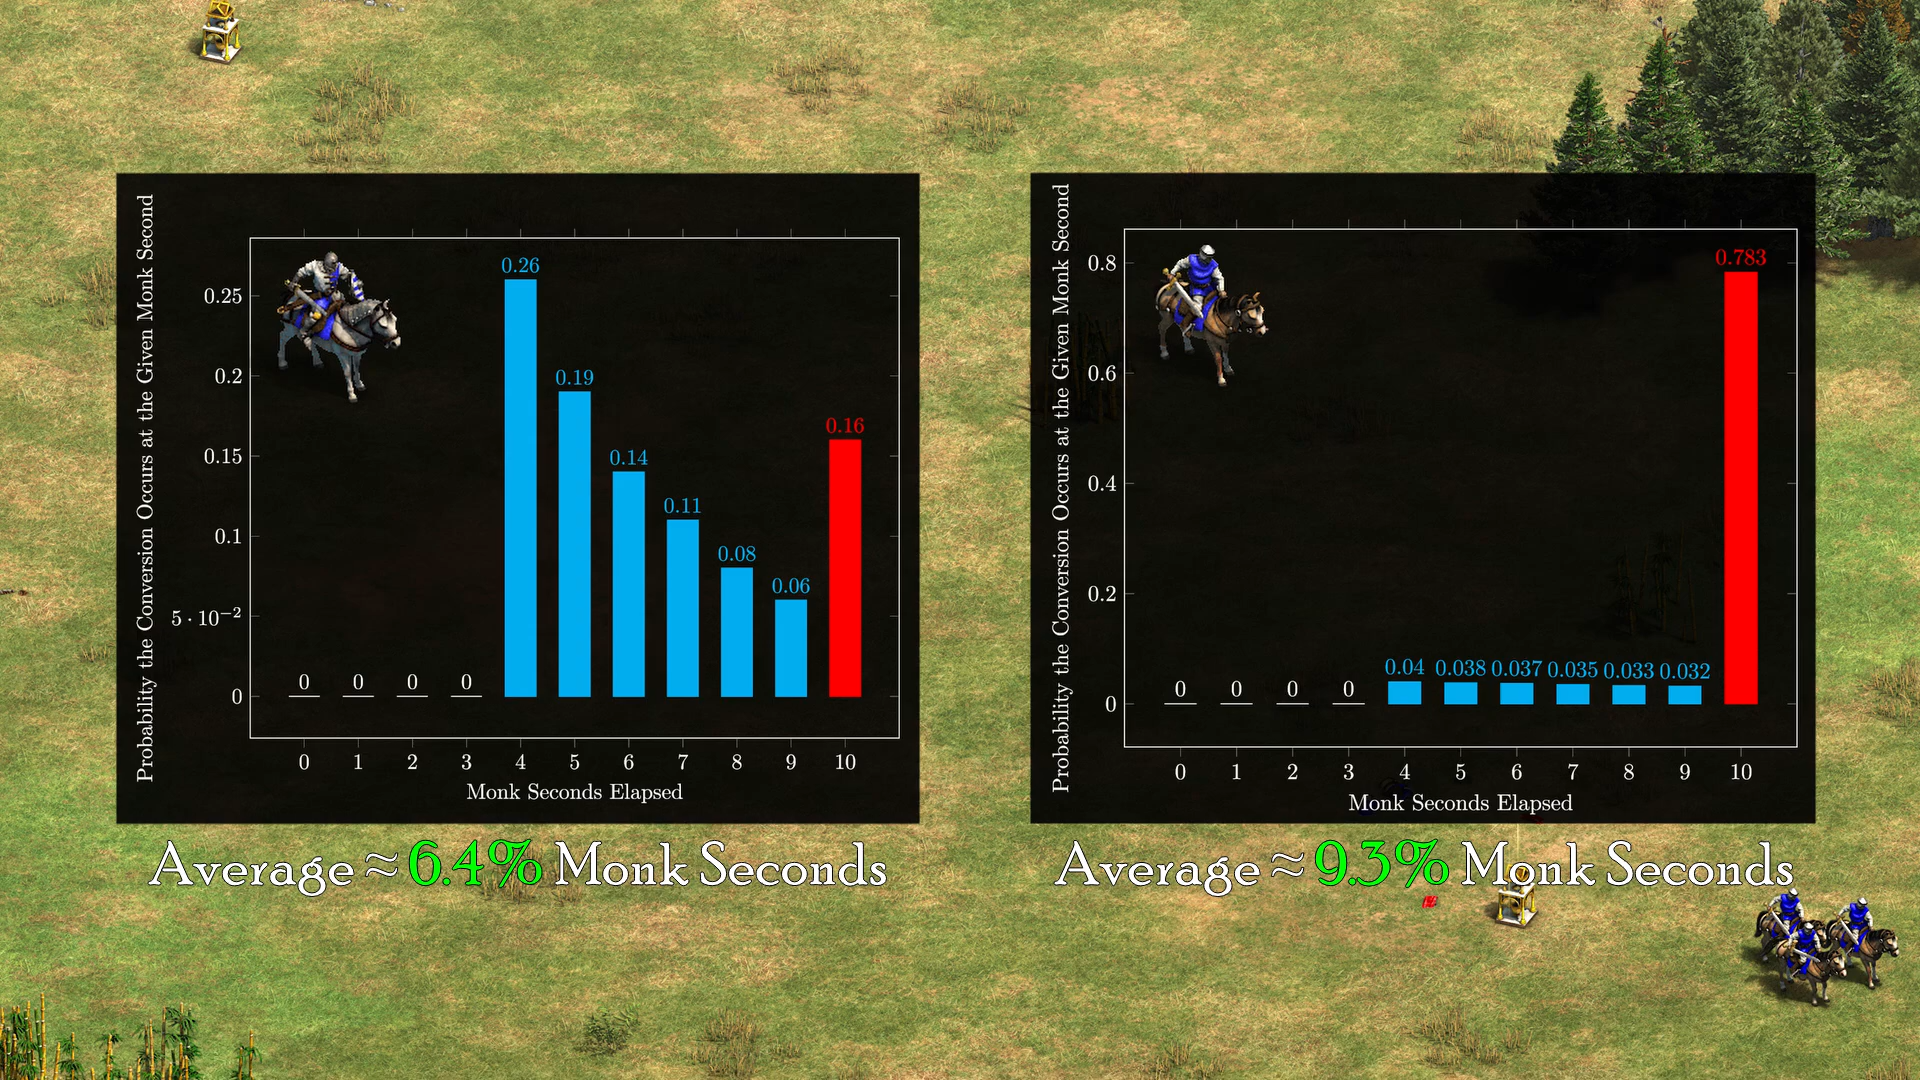 Probability the Conversion Occurs at the Given Monk Second
0.25
0.2
0.15
0.1
5 · 10⁻²
0
0 0 0 0 0.26 0.19 0.14 0.11 0.08 0.06 0.16
0 1 2 3 4 5 6 7 8 9 10
Monk Seconds Elapsed
Average ≈ 6.4% Monk Seconds
Probability the Conversion Occurs at the Given Monk Second
0.8
0.6
0.4
0.2
0
0 0 0 0 0.04 0.038 0.037 0.035 0.033 0.032 0.783
0 1 2 3 4 5 6 7 8 9 10
Monk Seconds Elapsed
Average ≈ 9.3% Monk Seconds